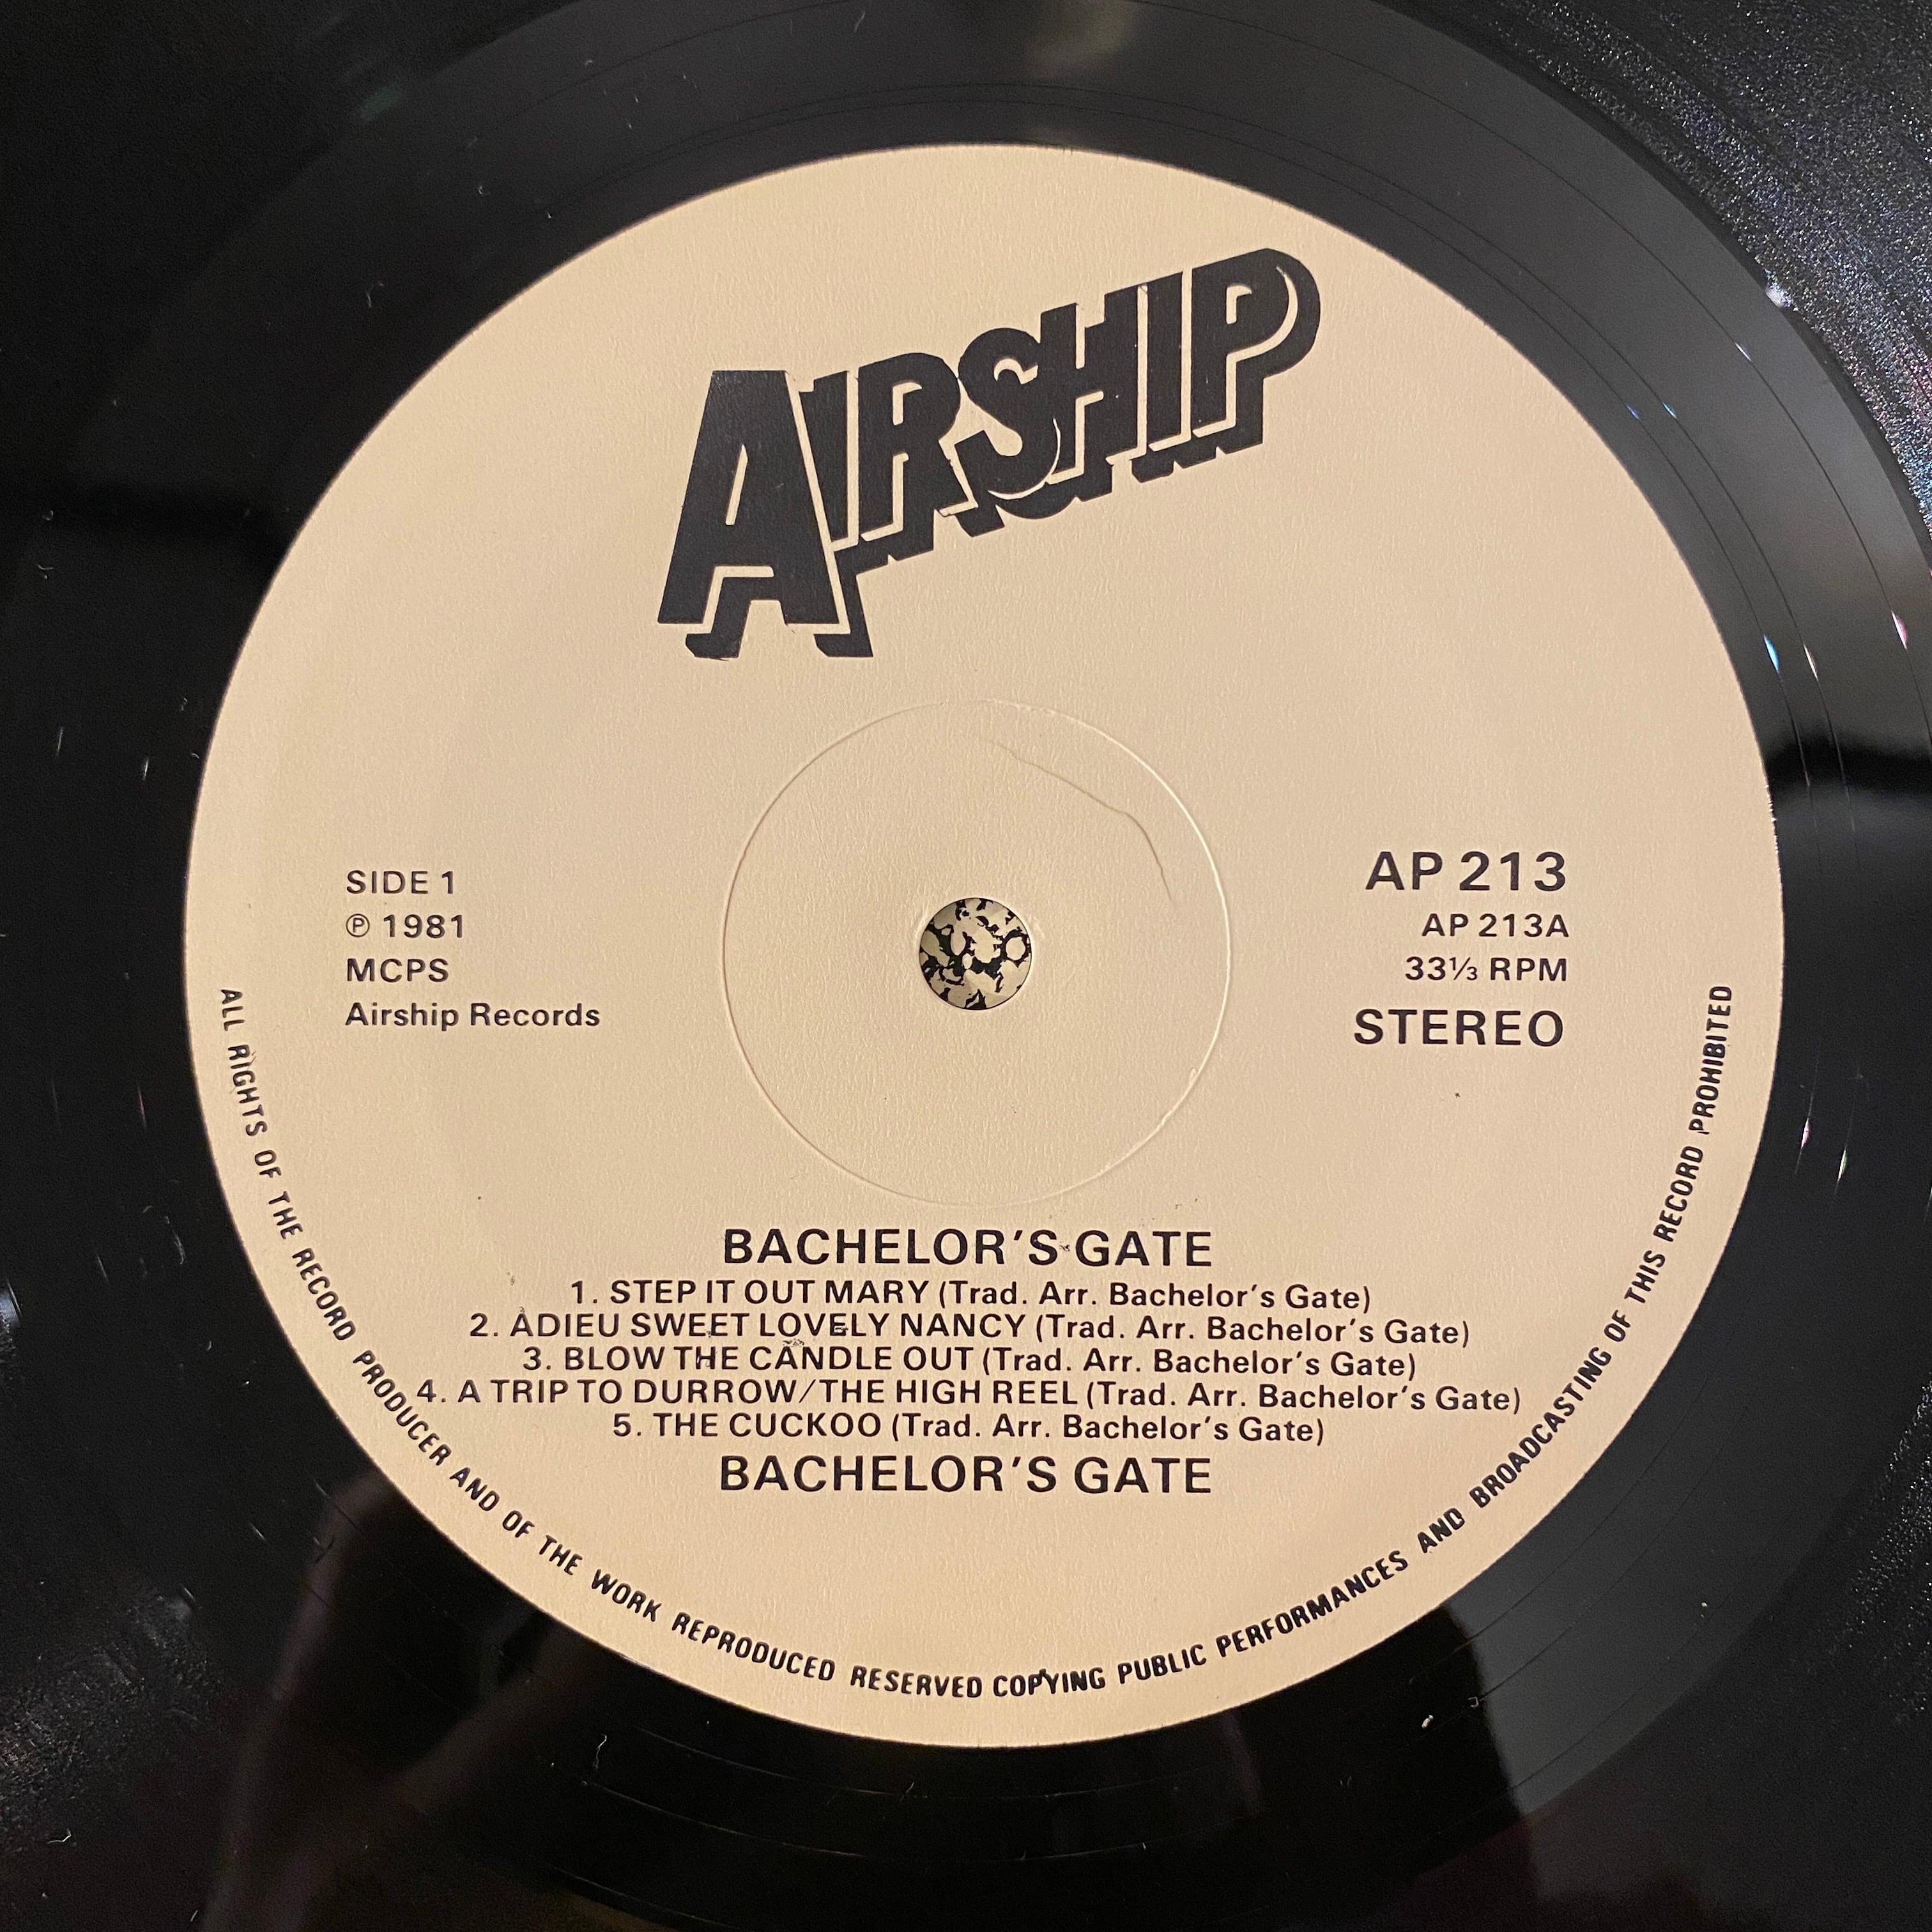 AIRSHIP
SIDE 1
℗ 1981
MCPS
Airship Records
AP 213
AP 213A
33⅓ RPM
STEREO
BACHELOR'S GATE
1. STEP IT OUT MARY (Trad. Arr. Bachelor's Gate)
2. ADIEU SWEET LOVELY NANCY (Trad. Arr. Bachelor's Gate)
3. BLOW THE CANDLE OUT (Trad. Arr. Bachelor's Gate)
4. A TRIP TO DURROW/THE HIGH REEL (Trad. Arr. Bachelor's Gate)
5. THE CUCKOO (Trad. Arr. Bachelor's Gate)
BACHELOR'S GATE
ALL RIGHTS OF THE RECORD PRODUCER AND OF THE WORK REPRODUCED RESERVED COPYING PUBLIC PERFORMANCES AND BROADCASTING OF THIS RECORD PROHIBITED